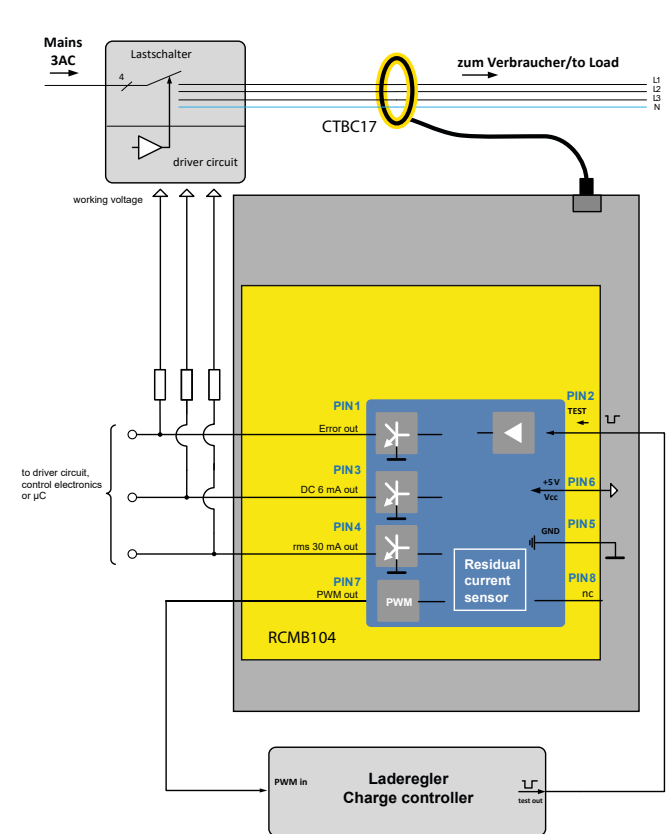 Mains
3AC
Lastschalter
4
driver circuit
zum Verbraucher/to Load
L1
L2
L3
N
CTBC17
working voltage
PIN1
Error out
PIN2
TEST
PIN3
DC 6 mA out
+5 V
Vcc
PIN6
to driver circuit,
control electronics
or µC
PIN4
rms 30 mA out
GND
PIN5
PIN7
PWM out
PWM
Residual
current
sensor
PIN8
nc
RCMB104
PWM in
Laderegler
Charge controller
test out